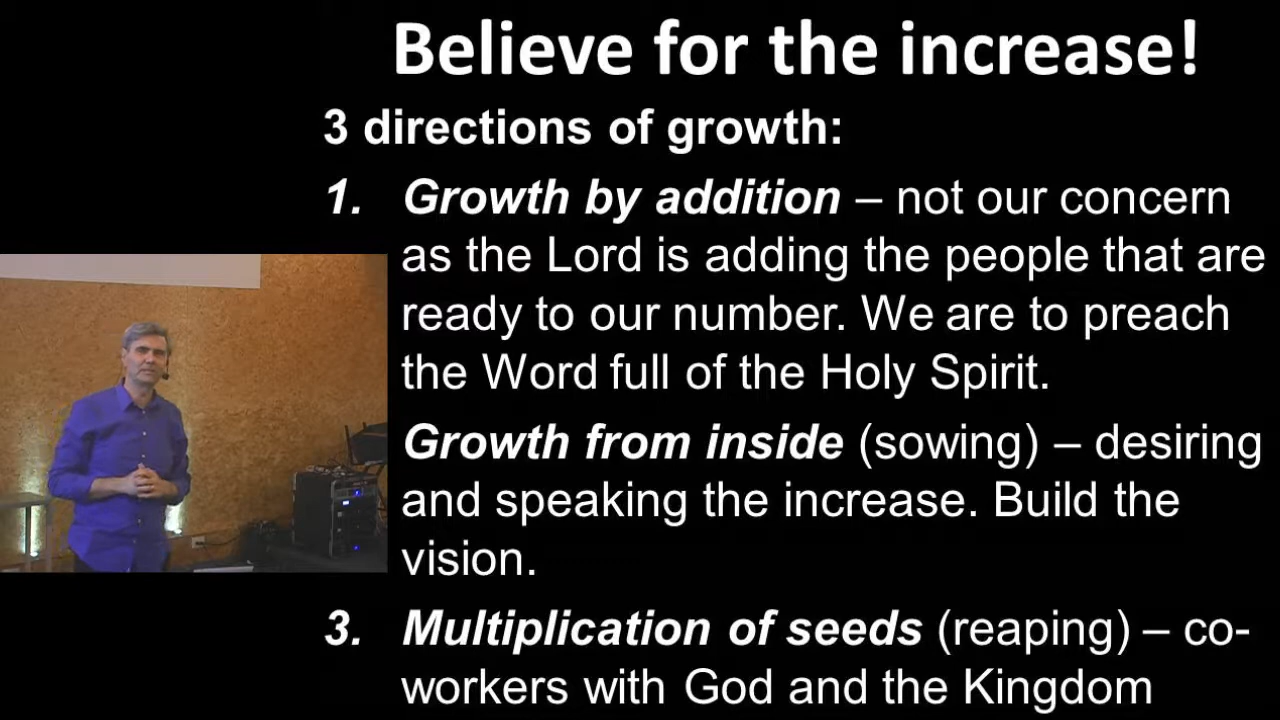 Believe for the increase!
3 directions of growth:
1. Growth by addition – not our concern
as the Lord is adding the people that are
ready to our number. We are to preach
the Word full of the Holy Spirit.
Growth from inside (sowing) – desiring
and speaking the increase. Build the
vision.
3. Multiplication of seeds (reaping) – co-
workers with God and the Kingdom